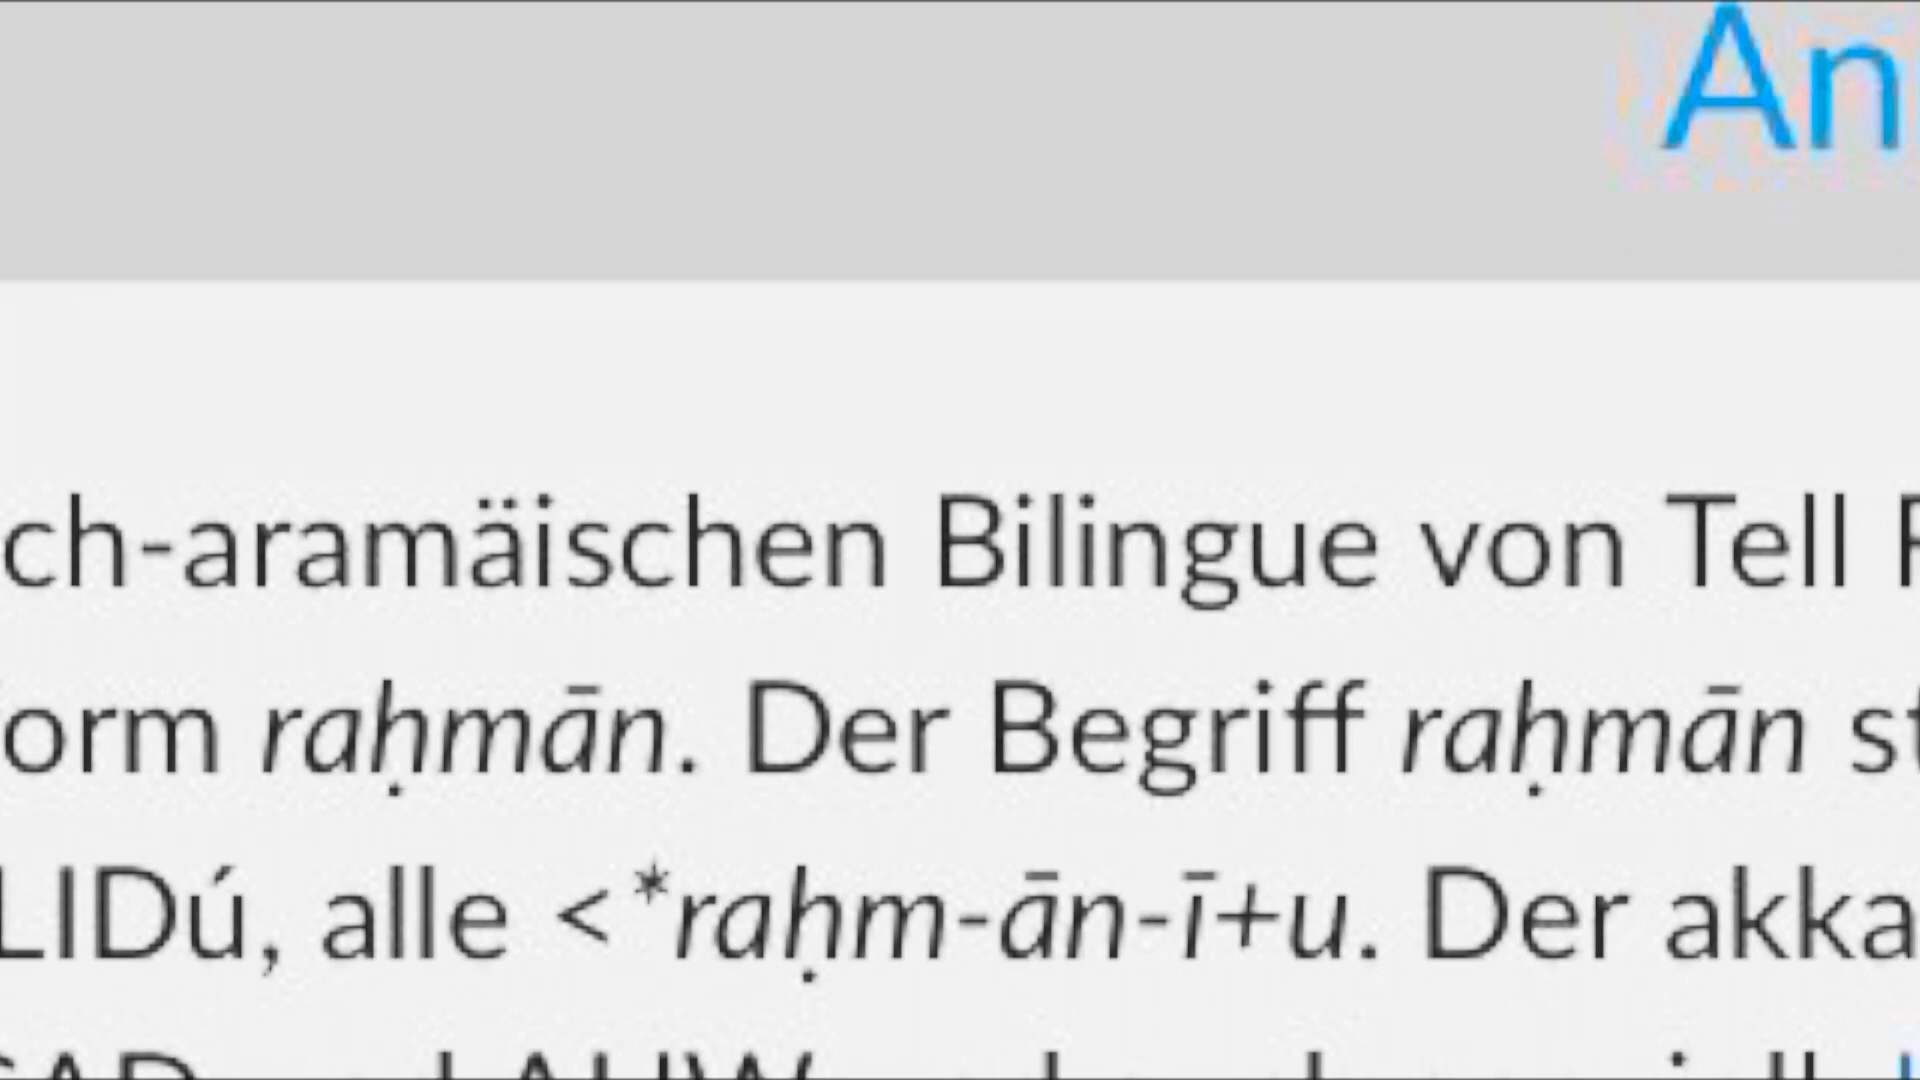 An
ch-aramäischen Bilingue von Tell F
orm raḥmān. Der Begriff raḥmān st
LIDú, alle <*raḥm-ān-ī+u. Der akka